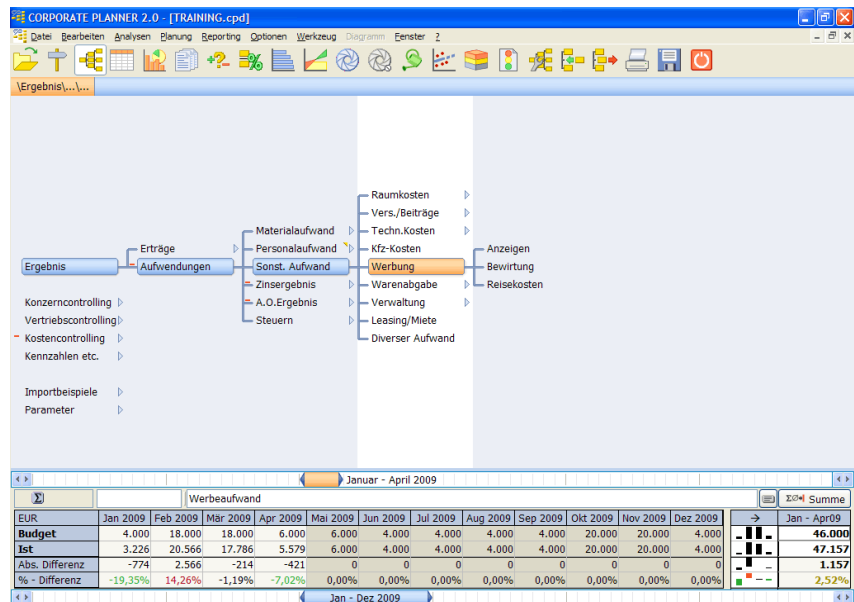 CORPORATE PLANNER 2.0 - [TRAINING.cpd]
Datei Bearbeiten Analysen Planung Reporting Optionen Werkzeug Diagramm Fenster ?
\Ergebnis\...\...
Raumkosten
Vers./Beiträge
Materialaufwand Techn.Kosten
Erträge Personalaufwand Kfz-Kosten Anzeigen
Ergebnis Aufwendungen Sonst. Aufwand Werbung Bewirtung
Zinsergebnis Warenabgabe Reisekosten
Konzerncontrolling A.O.Ergebnis Verwaltung
Vertriebscontrolling Steuern Leasing/Miete
Kostencontrolling Diverser Aufwand
Kennzahlen etc.
Importbeispiele
Parameter
Januar - April 2009
Σ Werbeaufwand ΣØ Summe
EUR Jan 2009 Feb 2009 Mär 2009 Apr 2009 Mai 2009 Jun 2009 Jul 2009 Aug 2009 Sep 2009 Okt 2009 Nov 2009 Dez 2009 → Jan - Apr09
Budget 4.000 18.000 18.000 6.000 6.000 4.000 4.000 4.000 4.000 20.000 20.000 4.000 46.000
Ist 3.226 20.566 17.786 5.579 6.000 4.000 4.000 4.000 4.000 20.000 20.000 4.000 47.157
Abs. Differenz -774 2.566 -214 -421 0 0 0 0 0 0 0 0 1.157
% - Differenz -19,35% 14,26% -1,19% -7,02% 0,00% 0,00% 0,00% 0,00% 0,00% 0,00% 0,00% 0,00% 2,52%
Jan - Dez 2009